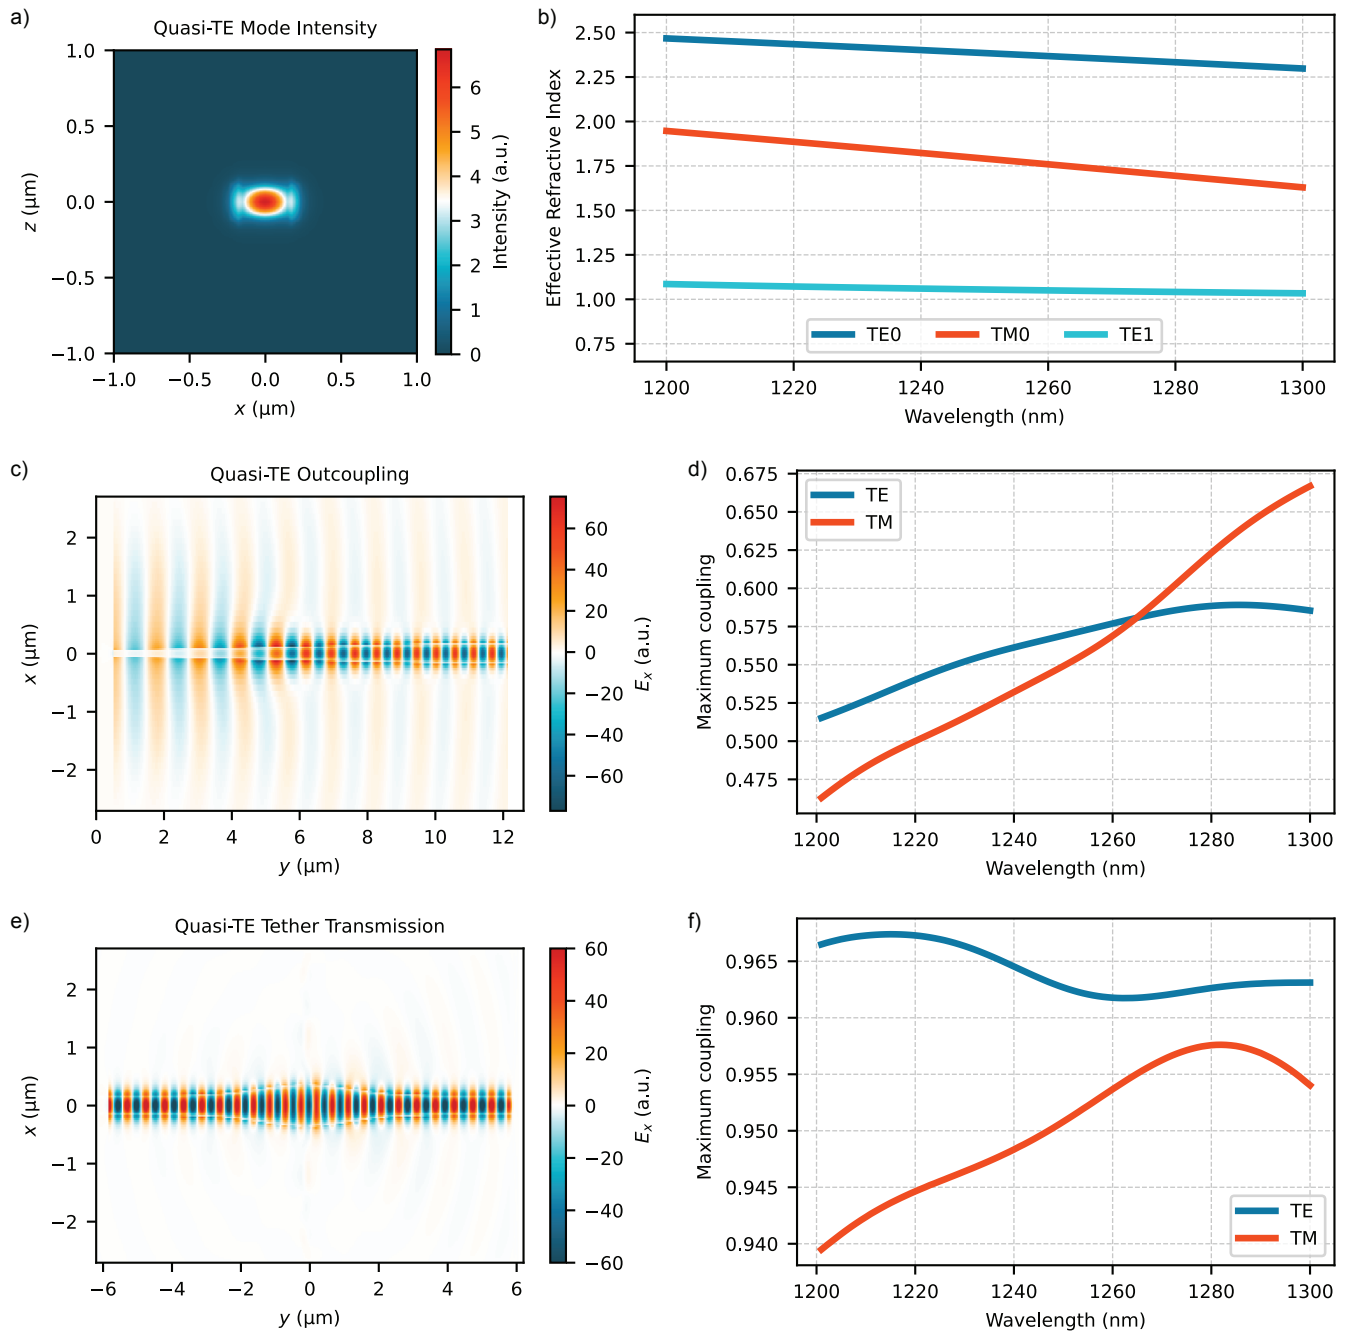 a)
Quasi-TE Mode Intensity
1.0
0.5
0.0
−0.5
−1.0
z (µm)
−1.0 −0.5 0.0 0.5 1.0
x (µm)
6
5
4
3
2
1
0
Intensity (a.u.)
b)
2.50
2.25
2.00
1.75
1.50
1.25
1.00
0.75
Effective Refractive Index
TE0 TM0 TE1
1200 1220 1240 1260 1280 1300
Wavelength (nm)
c)
Quasi-TE Outcoupling
2
1
0
−1
−2
x (µm)
0 2 4 6 8 10 12
y (µm)
60
40
20
0
−20
−40
−60
Ex (a.u.)
d)
0.675
0.650
0.625
0.600
0.575
0.550
0.525
0.500
0.475
Maximum coupling
TE
TM
1200 1220 1240 1260 1280 1300
Wavelength (nm)
e)
Quasi-TE Tether Transmission
2
1
0
−1
−2
x (µm)
−6 −4 −2 0 2 4 6
y (µm)
60
40
20
0
−20
−40
−60
Ex (a.u.)
f)
0.965
0.960
0.955
0.950
0.945
0.940
Maximum coupling
TE
TM
1200 1220 1240 1260 1280 1300
Wavelength (nm)